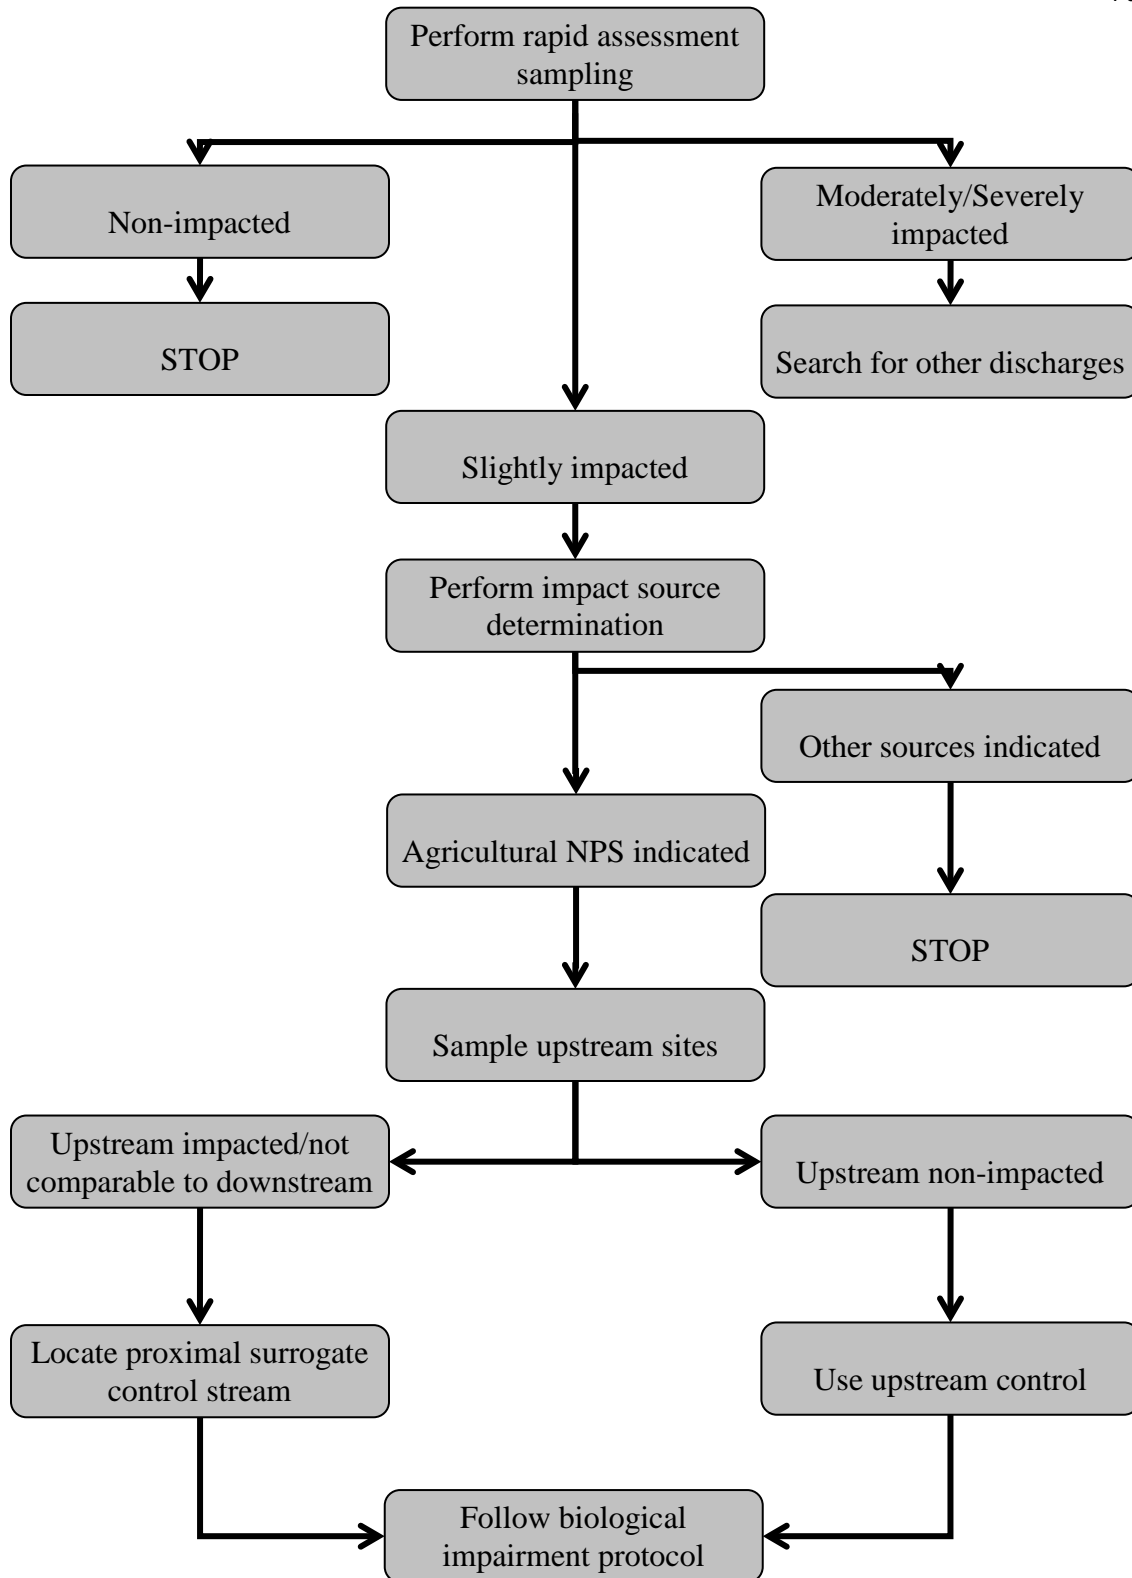 Perform rapid assessment
sampling
Non-impacted
Moderately/Severely
impacted
STOP
Search for other discharges
Slightly impacted
Perform impact source
determination
Other sources indicated
Agricultural NPS indicated
STOP
Sample upstream sites
Upstream impacted/not
comparable to downstream
Upstream non-impacted
Locate proximal surrogate
control stream
Use upstream control
Follow biological
impairment protocol